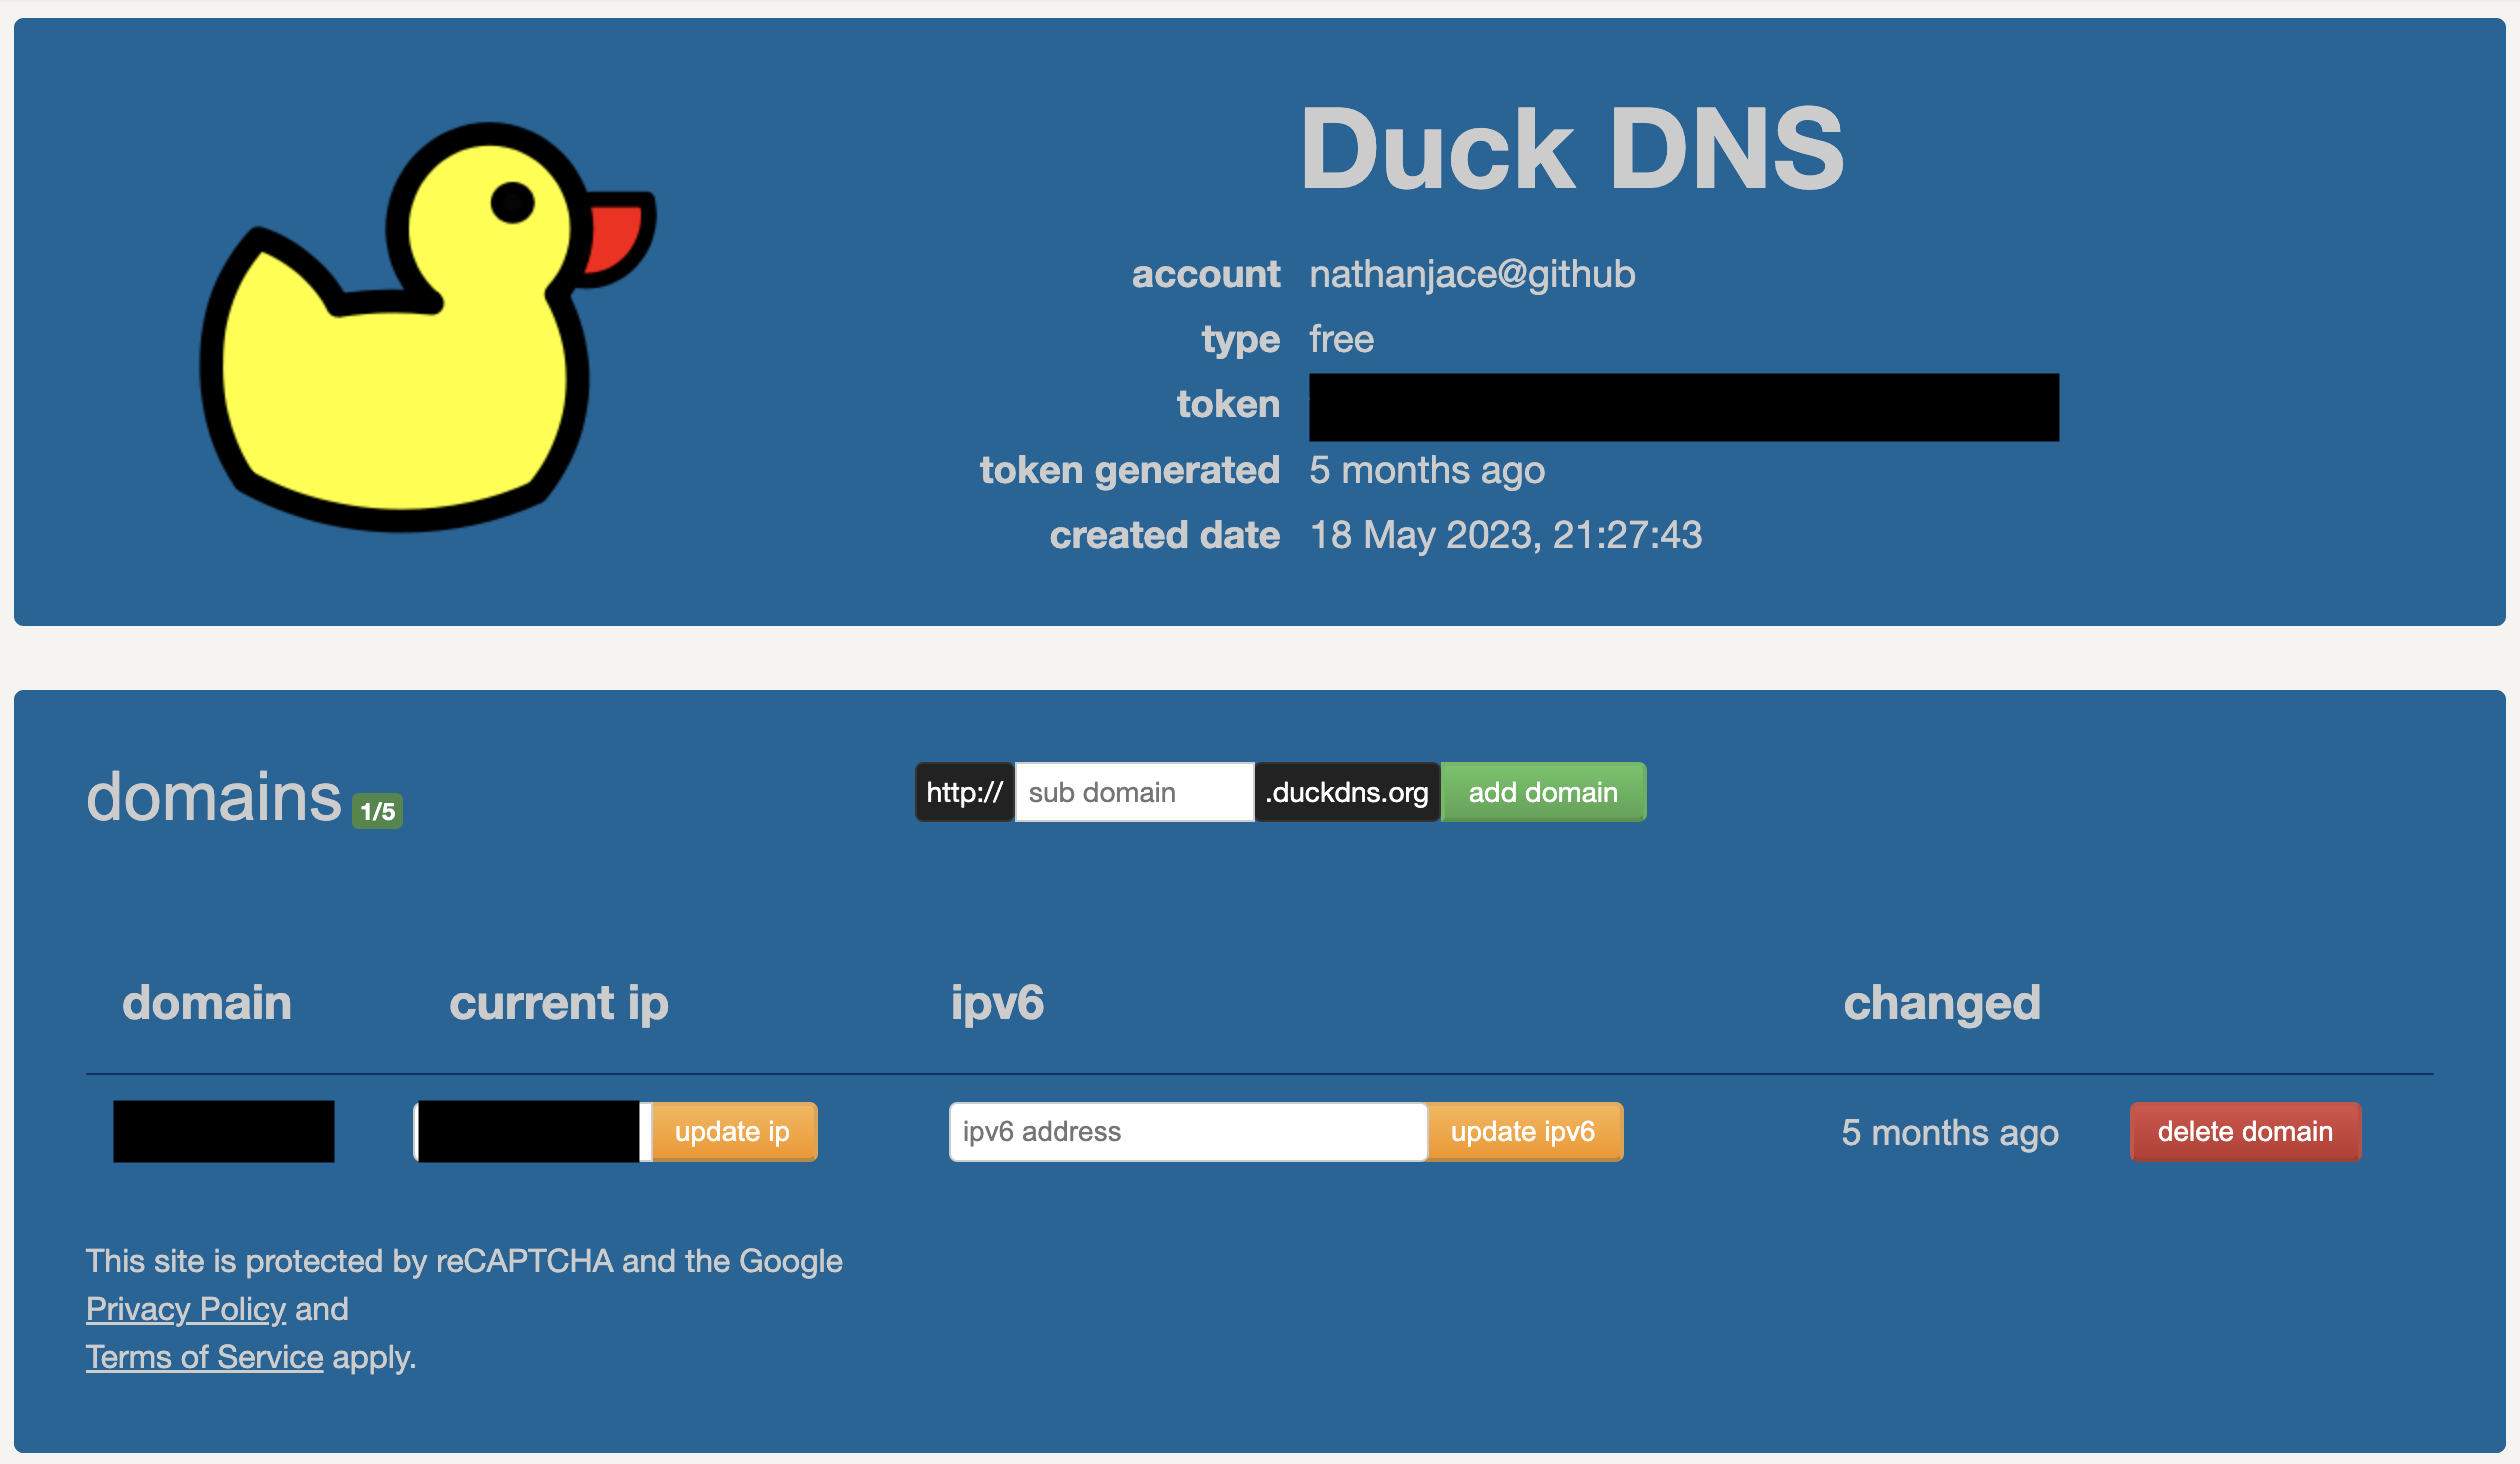 Duck DNS
account nathanjace@github
type free
token
token generated 5 months ago
created date 18 May 2023, 21:27:43
domains 1/5
http:// sub domain .duckdns.org add domain
domain current ip ipv6 changed
update ip ipv6 address update ipv6 5 months ago delete domain
This site is protected by reCAPTCHA and the Google
Privacy Policy and
Terms of Service apply.